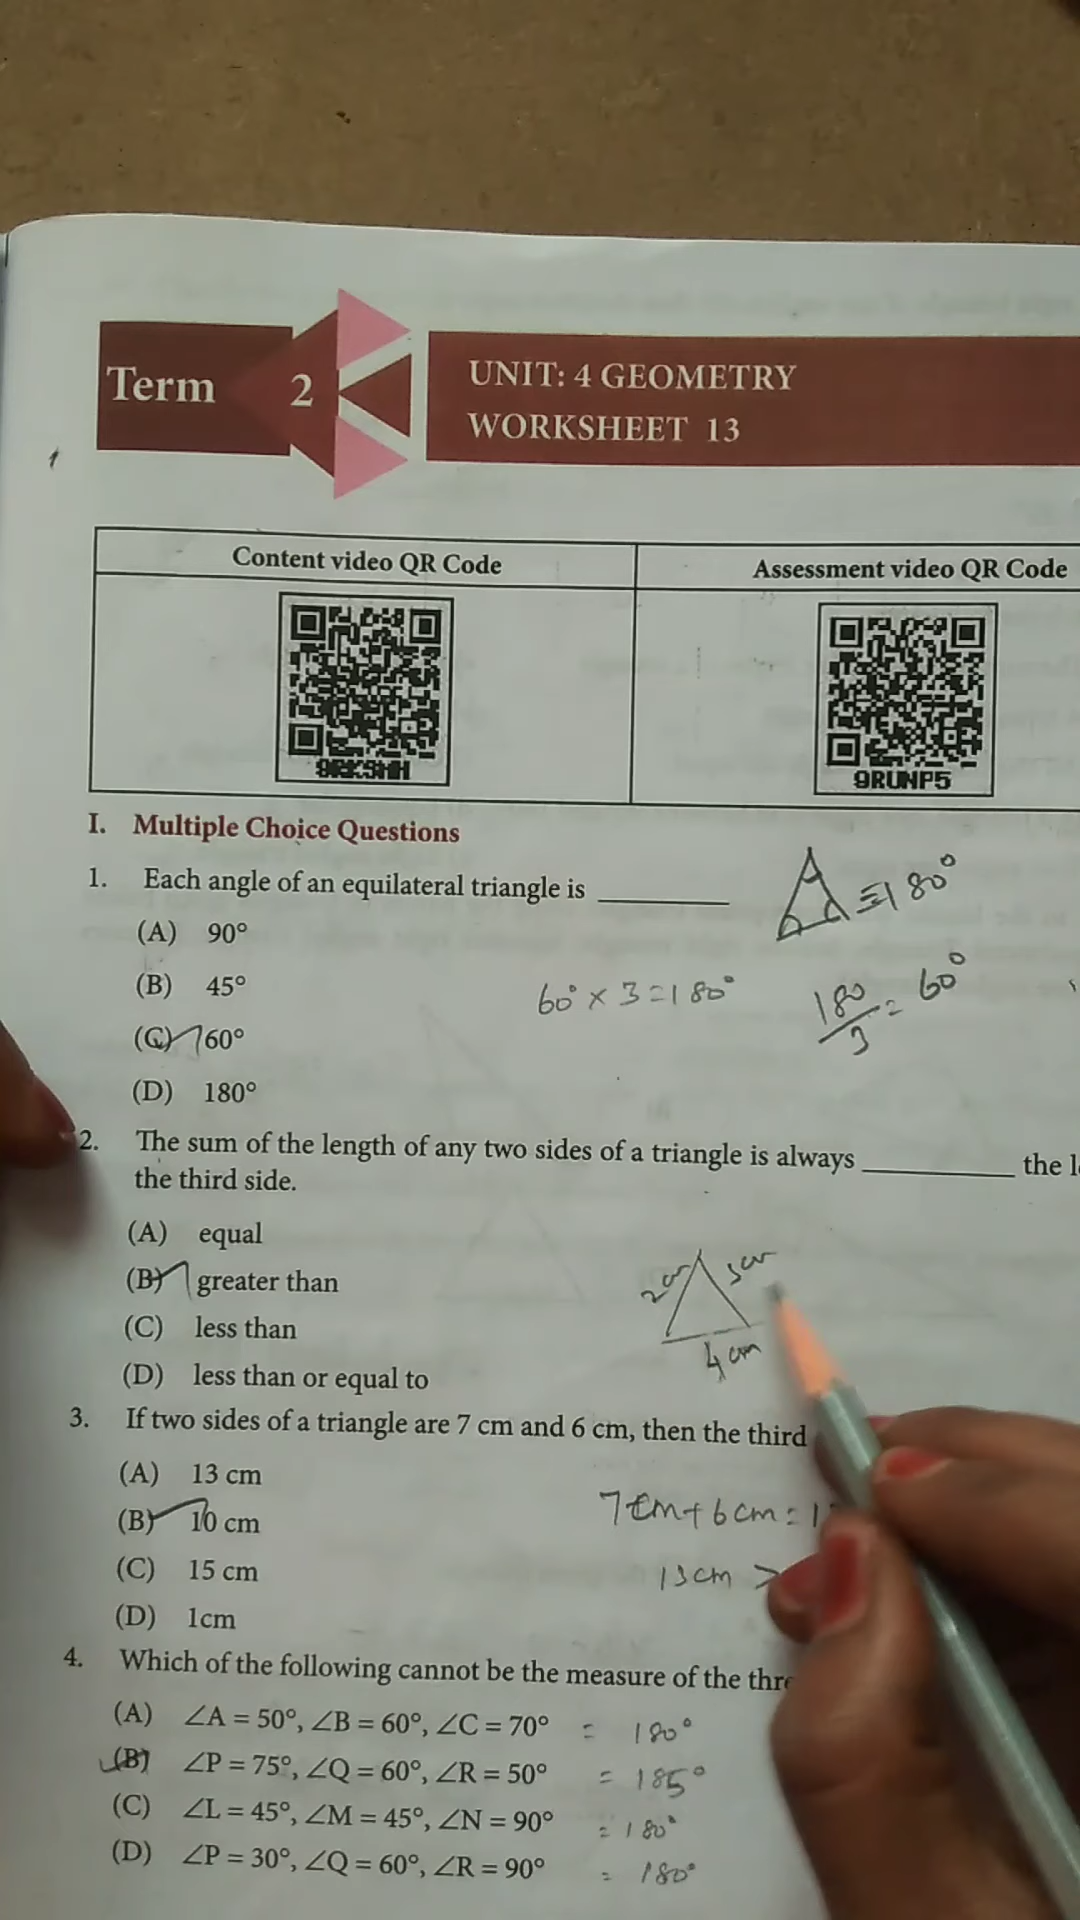 Term 2
UNIT: 4 GEOMETRY
WORKSHEET 13
Content video QR Code
Assessment video QR Code
9RK9HH
9RUNP5
I. Multiple Choice Questions
1. Each angle of an equilateral triangle is __________
= 180°
(A) 90°
(B) 45°
60° × 3 = 180°
180/3 = 60°
(C) 60°
(D) 180°
2. The sum of the length of any two sides of a triangle is always ___________ the
the third side.
(A) equal
(B) greater than
2cm 3cm
(C) less than
4 cm
(D) less than or equal to
3. If two sides of a triangle are 7 cm and 6 cm, then the third
(A) 13 cm
(B) 10 cm
7cm + 6cm = 1
(C) 15 cm
13cm >
(D) 1cm
4. Which of the following cannot be the measure of the
(A) ∠A = 50°, ∠B = 60°, ∠C = 70° = 180°
(B) ∠P = 75°, ∠Q = 60°, ∠R = 50° = 185°
(C) ∠L = 45°, ∠M = 45°, ∠N = 90° = 180°
(D) ∠P = 30°, ∠Q = 60°, ∠R = 90° = 180°